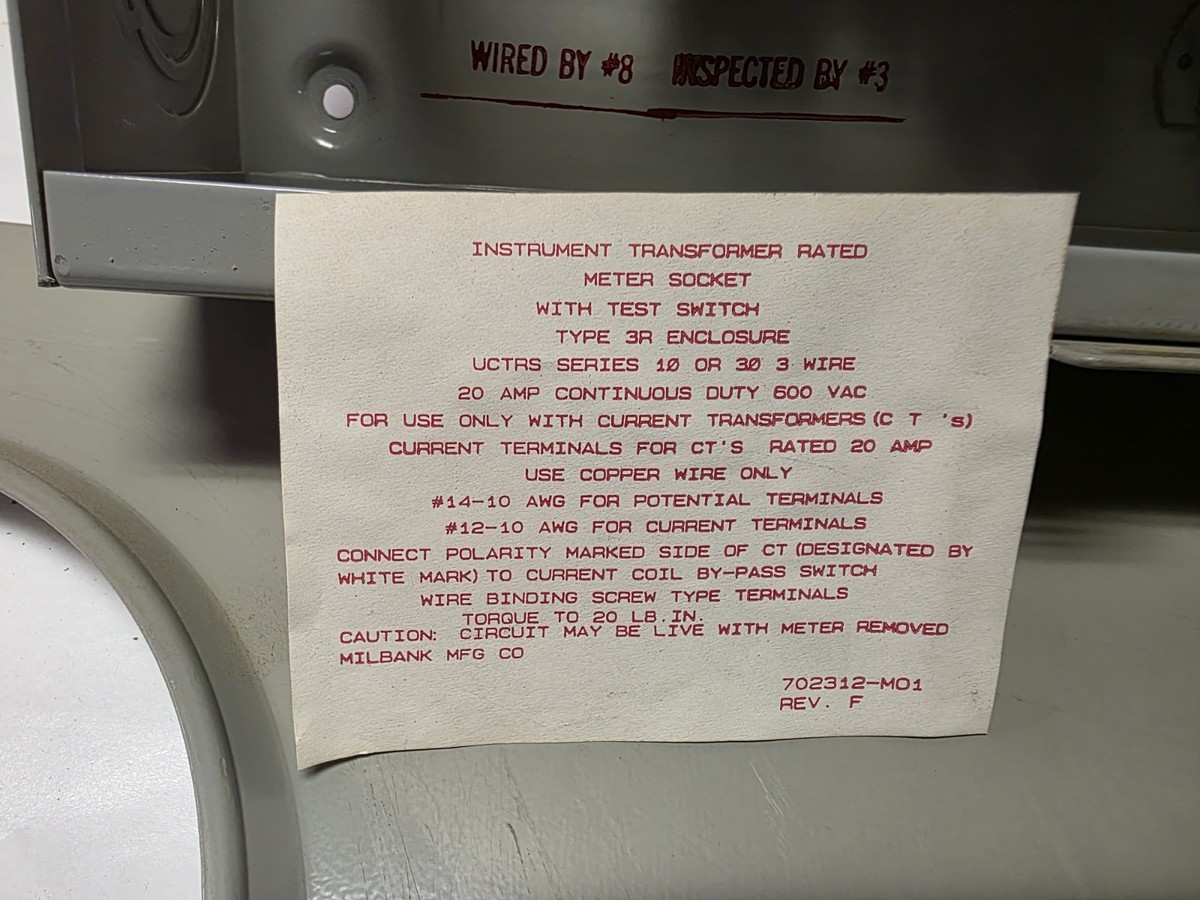 WIRED BY #8 INSPECTED BY #3
INSTRUMENT TRANSFORMER RATED
METER SOCKET
WITH TEST SWITCH
TYPE 3R ENCLOSURE
UCTRS SERIES 1Ø OR 3Ø 3 WIRE
20 AMP CONTINUOUS DUTY 600 VAC
FOR USE ONLY WITH CURRENT TRANSFORMERS (C T 's)
CURRENT TERMINALS FOR CT'S RATED 20 AMP
USE COPPER WIRE ONLY
#14-10 AWG FOR POTENTIAL TERMINALS
#12-10 AWG FOR CURRENT TERMINALS
CONNECT POLARITY MARKED SIDE OF CT (DESIGNATED BY
WHITE MARK) TO CURRENT COIL BY-PASS SWITCH
WIRE BINDING SCREW TYPE TERMINALS
TORQUE TO 20 LB.IN.
CAUTION: CIRCUIT MAY BE LIVE WITH METER REMOVED
MILBANK MFG CO
702312-MO1
REV. F